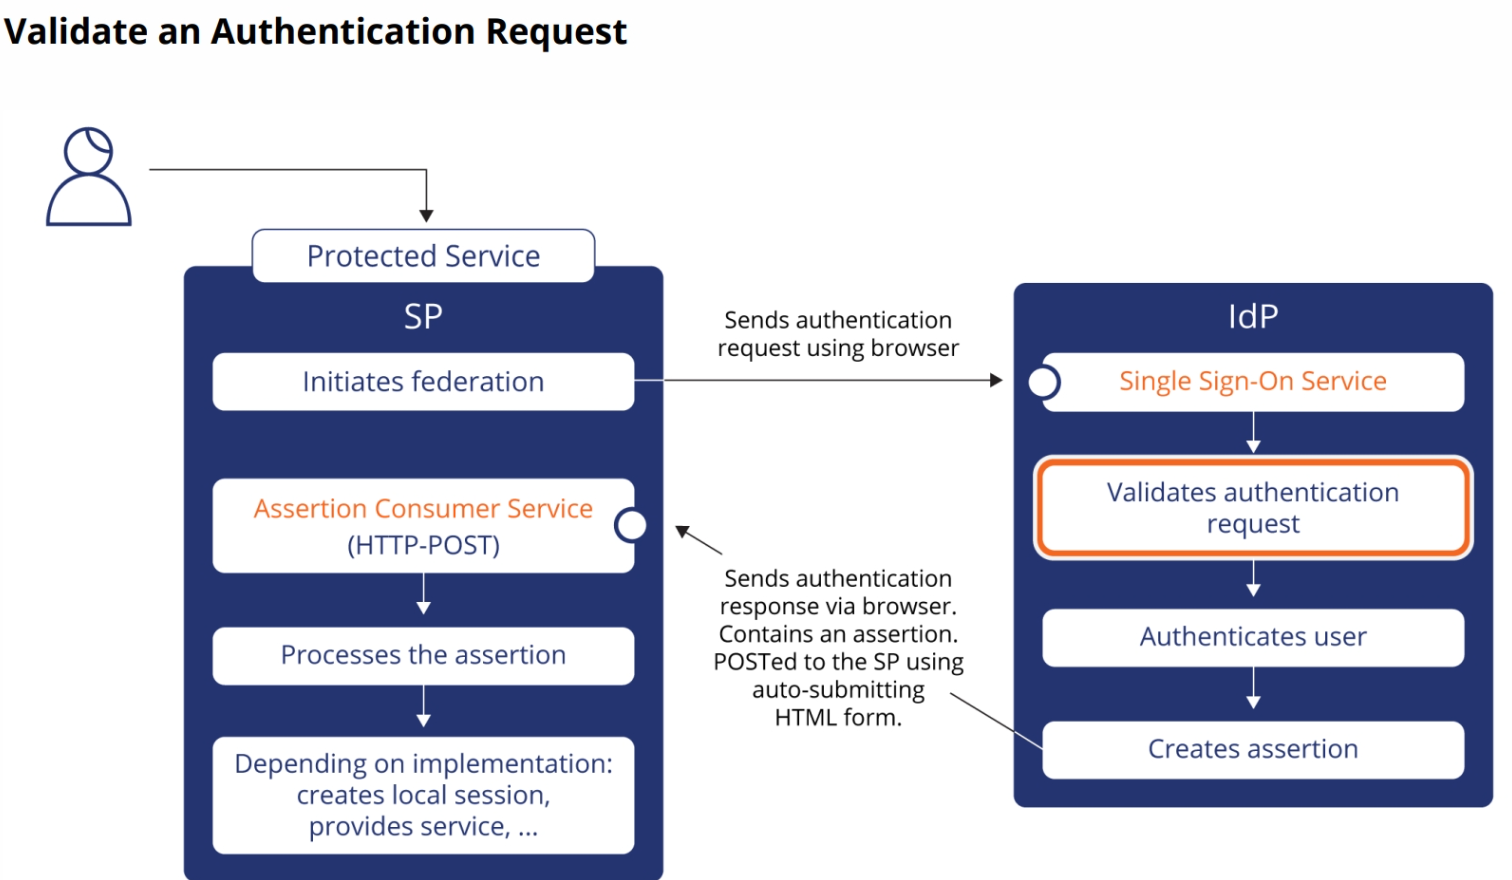 Validate an Authentication Request
Protected Service
SP
Initiates federation
Assertion Consumer Service
(HTTP-POST)
Processes the assertion
Depending on implementation:
creates local session,
provides service, ...
Sends authentication
request using browser
IdP
Single Sign-On Service
Validates authentication
request
Authenticates user
Creates assertion
Sends authentication
response via browser.
Contains an assertion.
POSTed to the SP using
auto-submitting
HTML form.